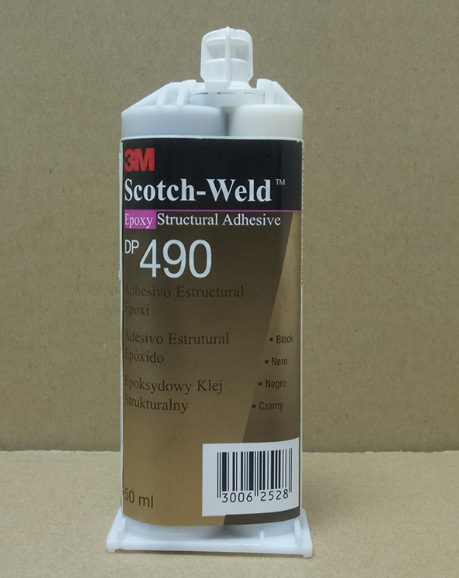 3M
Scotch-Weld™
Epoxy Structural Adhesive
DP 490
Adhesivo Estructural
Epoxi
Adesivo Estrutural
Epóxido
Epoksydowy Klej
Strukturalny
• Black
• Nero
• Negro
• Czarny
50 ml
3006 2528